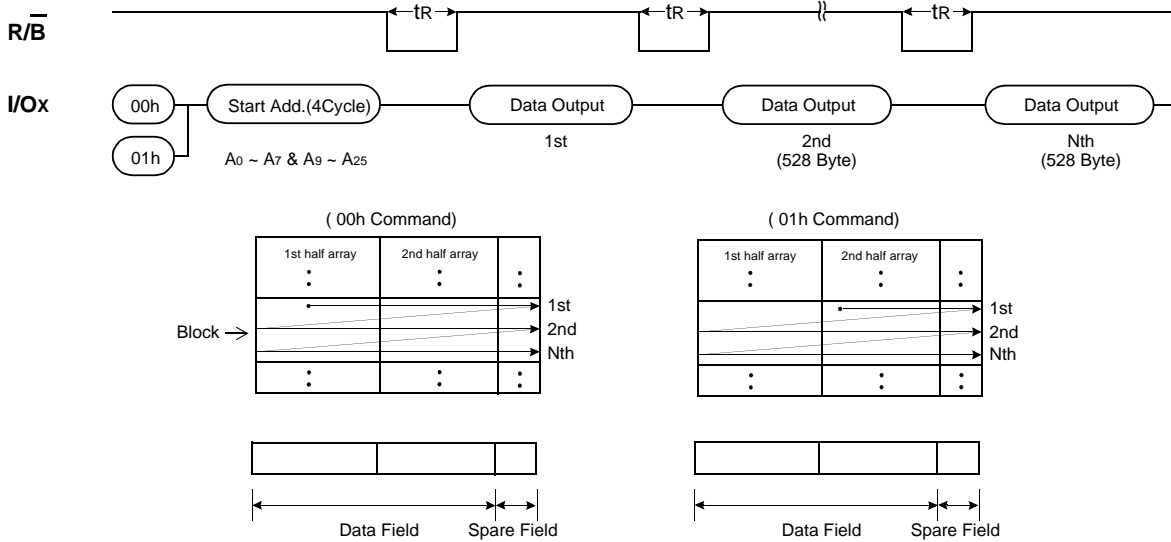 R/B
tR
tR
tR
I/Ox
00h
Start Add.(4Cycle)
Data Output
Data Output
Data Output
01h
A0 ~ A7 & A9 ~ A25
1st
2nd
(528 Byte)
Nth
(528 Byte)
( 00h Command)
1st half array
2nd half array
Block
1st
2nd
Nth
Data Field
Spare Field
( 01h Command)
1st half array
2nd half array
1st
2nd
Nth
Data Field
Spare Field